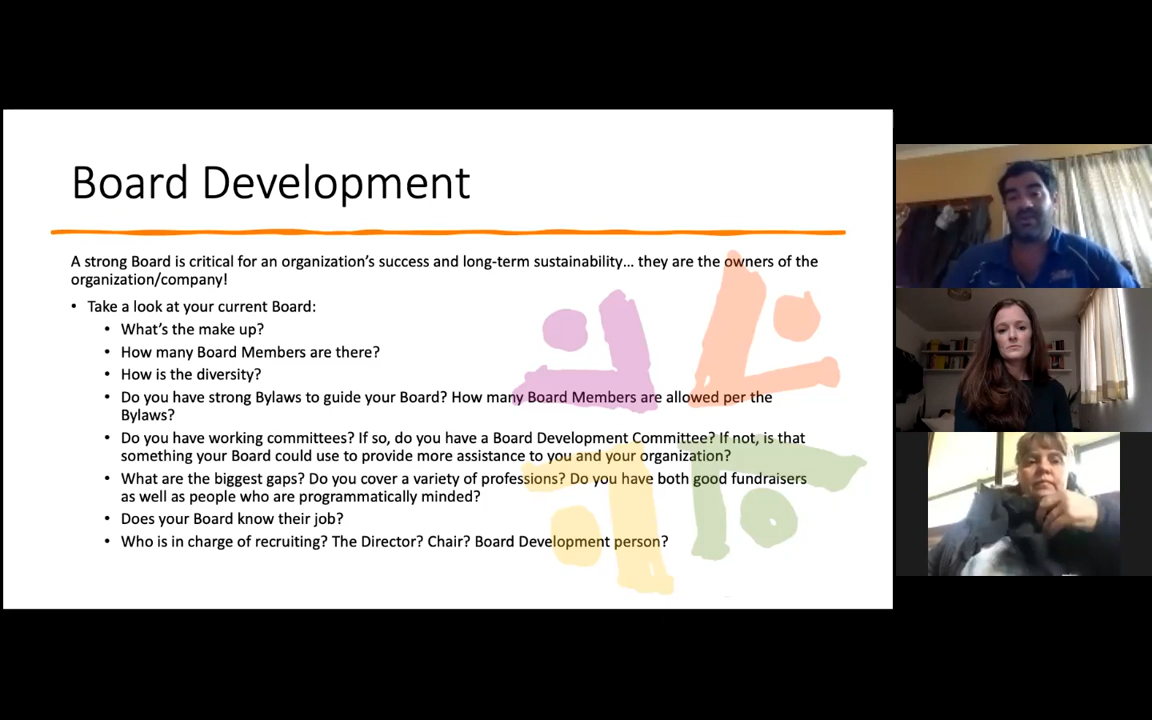 Board Development
A strong Board is critical for an organization's success and long-term sustainability... they are the owners of the
organization/company!
• Take a look at your current Board:
• What's the make up?
• How many Board Members are there?
• How is the diversity?
• Do you have strong Bylaws to guide your Board? How many Board Members are allowed per the
Bylaws?
• Do you have working committees? If so, do you have a Board Development Committee? If not, is that
something your Board could use to provide more assistance to you and your organization?
• What are the biggest gaps? Do you cover a variety of professions? Do you have both good fundraisers
as well as people who are programmatically minded?
• Does your Board know their job?
• Who is in charge of recruiting? The Director? Chair? Board Development person?